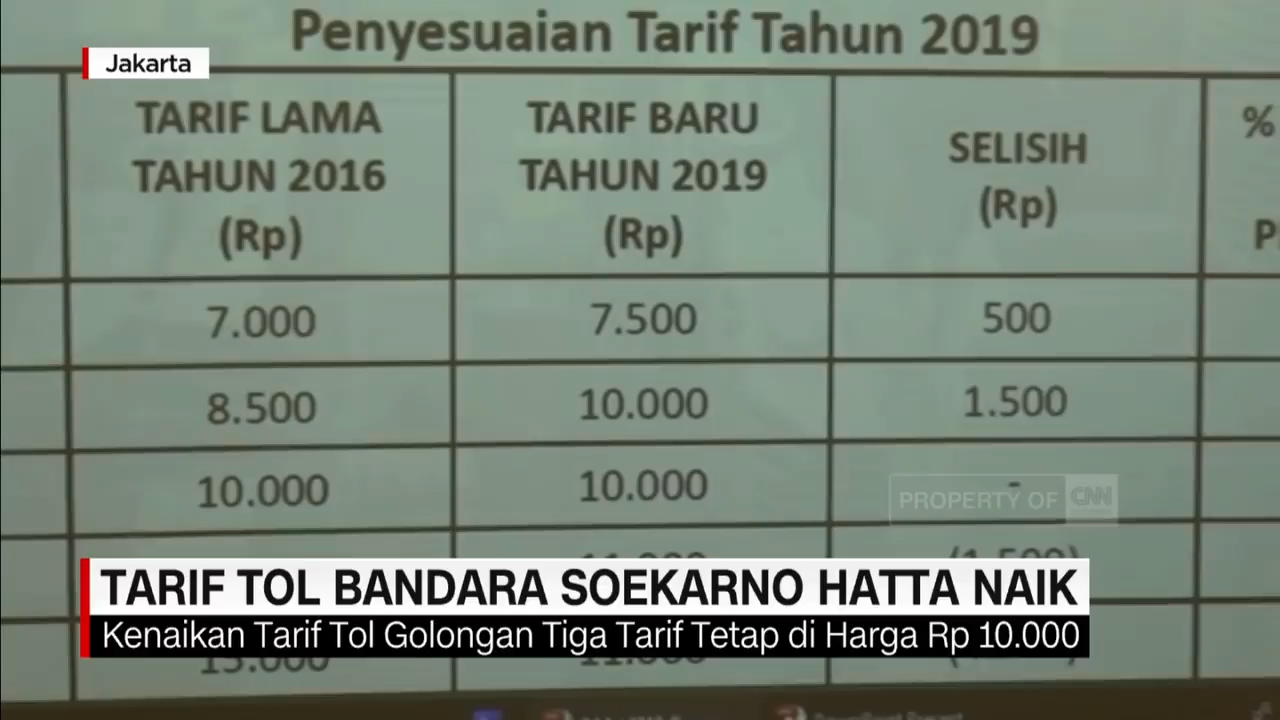 Penyesuaian Tarif Tahun 2019
Jakarta
TARIF LAMA
TAHUN 2016
(Rp)
TARIF BARU
TAHUN 2019
(Rp)
SELISIH
(Rp)
%
P
7.000 7.500 500
8.500 10.000 1.500
10.000 10.000 -
PROPERTY OF CNN
TARIF TOL BANDARA SOEKARNO HATTA NAIK
Kenaikan Tarif Tol Golongan Tiga Tarif Tetap di Harga Rp 10.000